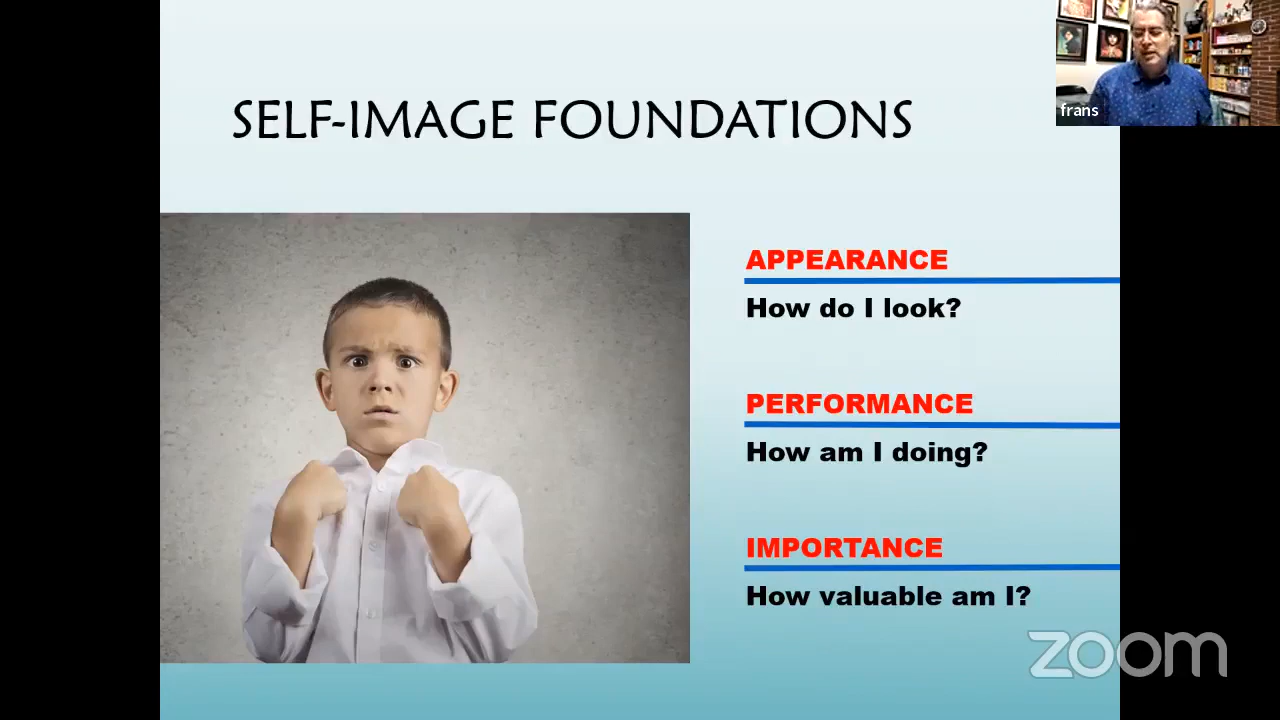 SELF-IMAGE FOUNDATIONS
frans
APPEARANCE
How do I look?
PERFORMANCE
How am I doing?
IMPORTANCE
How valuable am I?
zoom